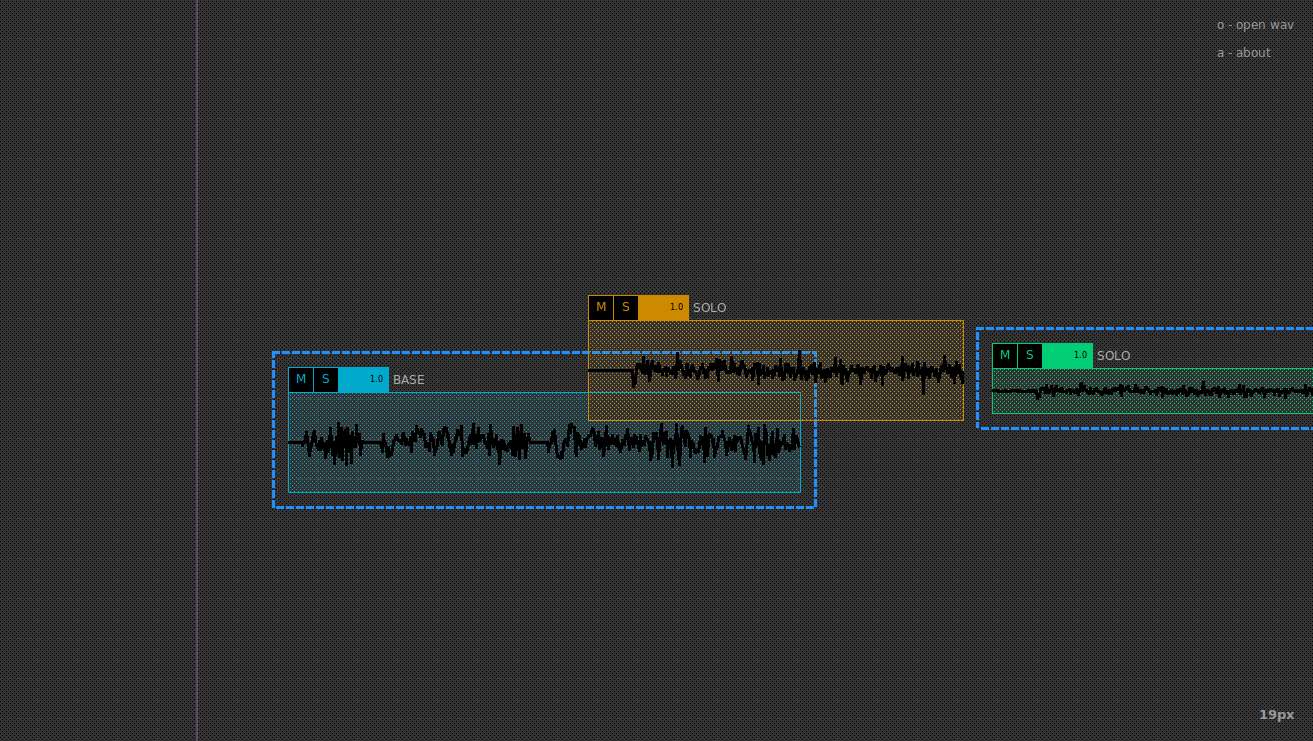 o - open wav
a - about
M S 1.0 SOLO
M S 1.0 SOLO
M S 1.0 BASE
19px